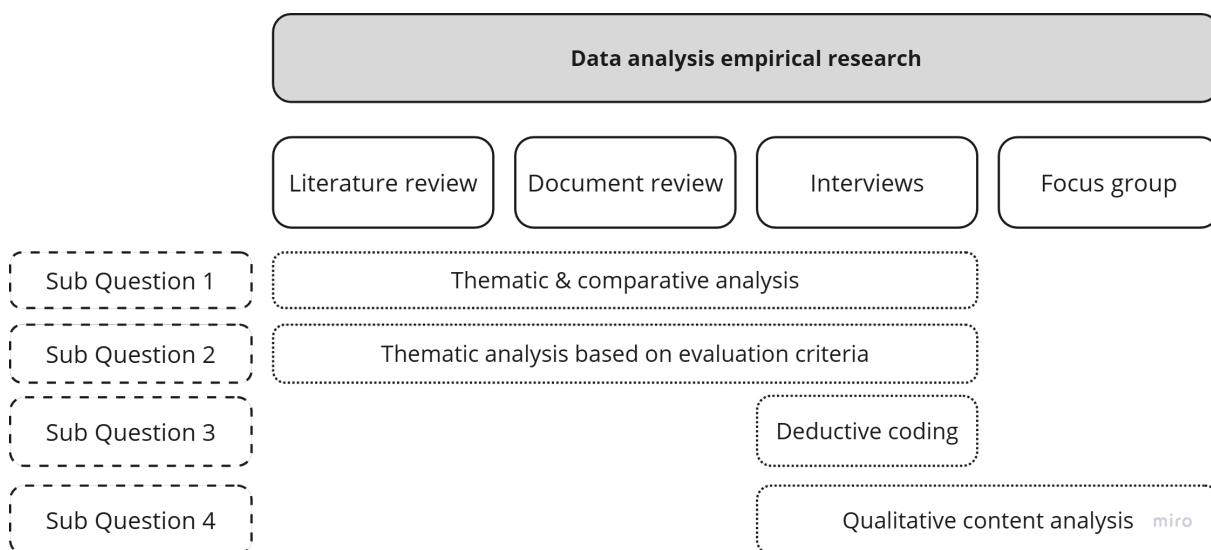 Data analysis empirical research
Literature review
Document review
Interviews
Focus group
Sub Question 1
Thematic & comparative analysis
Sub Question 2
Thematic analysis based on evaluation criteria
Sub Question 3
Deductive coding
Sub Question 4
Qualitative content analysis
miro